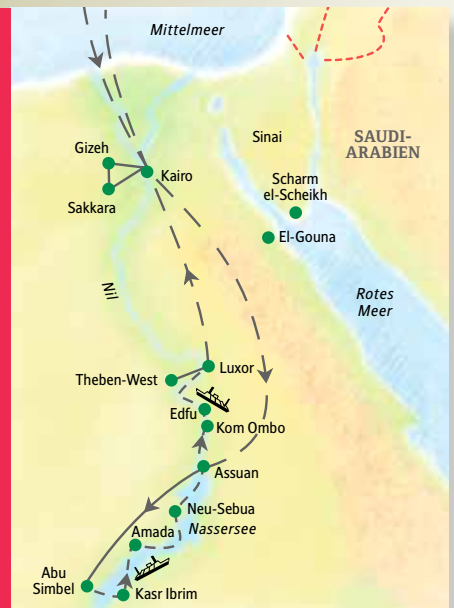 Mittelmeer
Sinai
SAUDI-
ARABIEN
Gizeh
Kairo
Sakkara
Scharm
el-Scheikh
El-Gouna
Nil
Rotes
Meer
Luxor
Theben-West
Edfu
Kom Ombo
Assuan
Neu-Sebua
Nassersee
Amada
Abu
Simbel
Kasr Ibrim